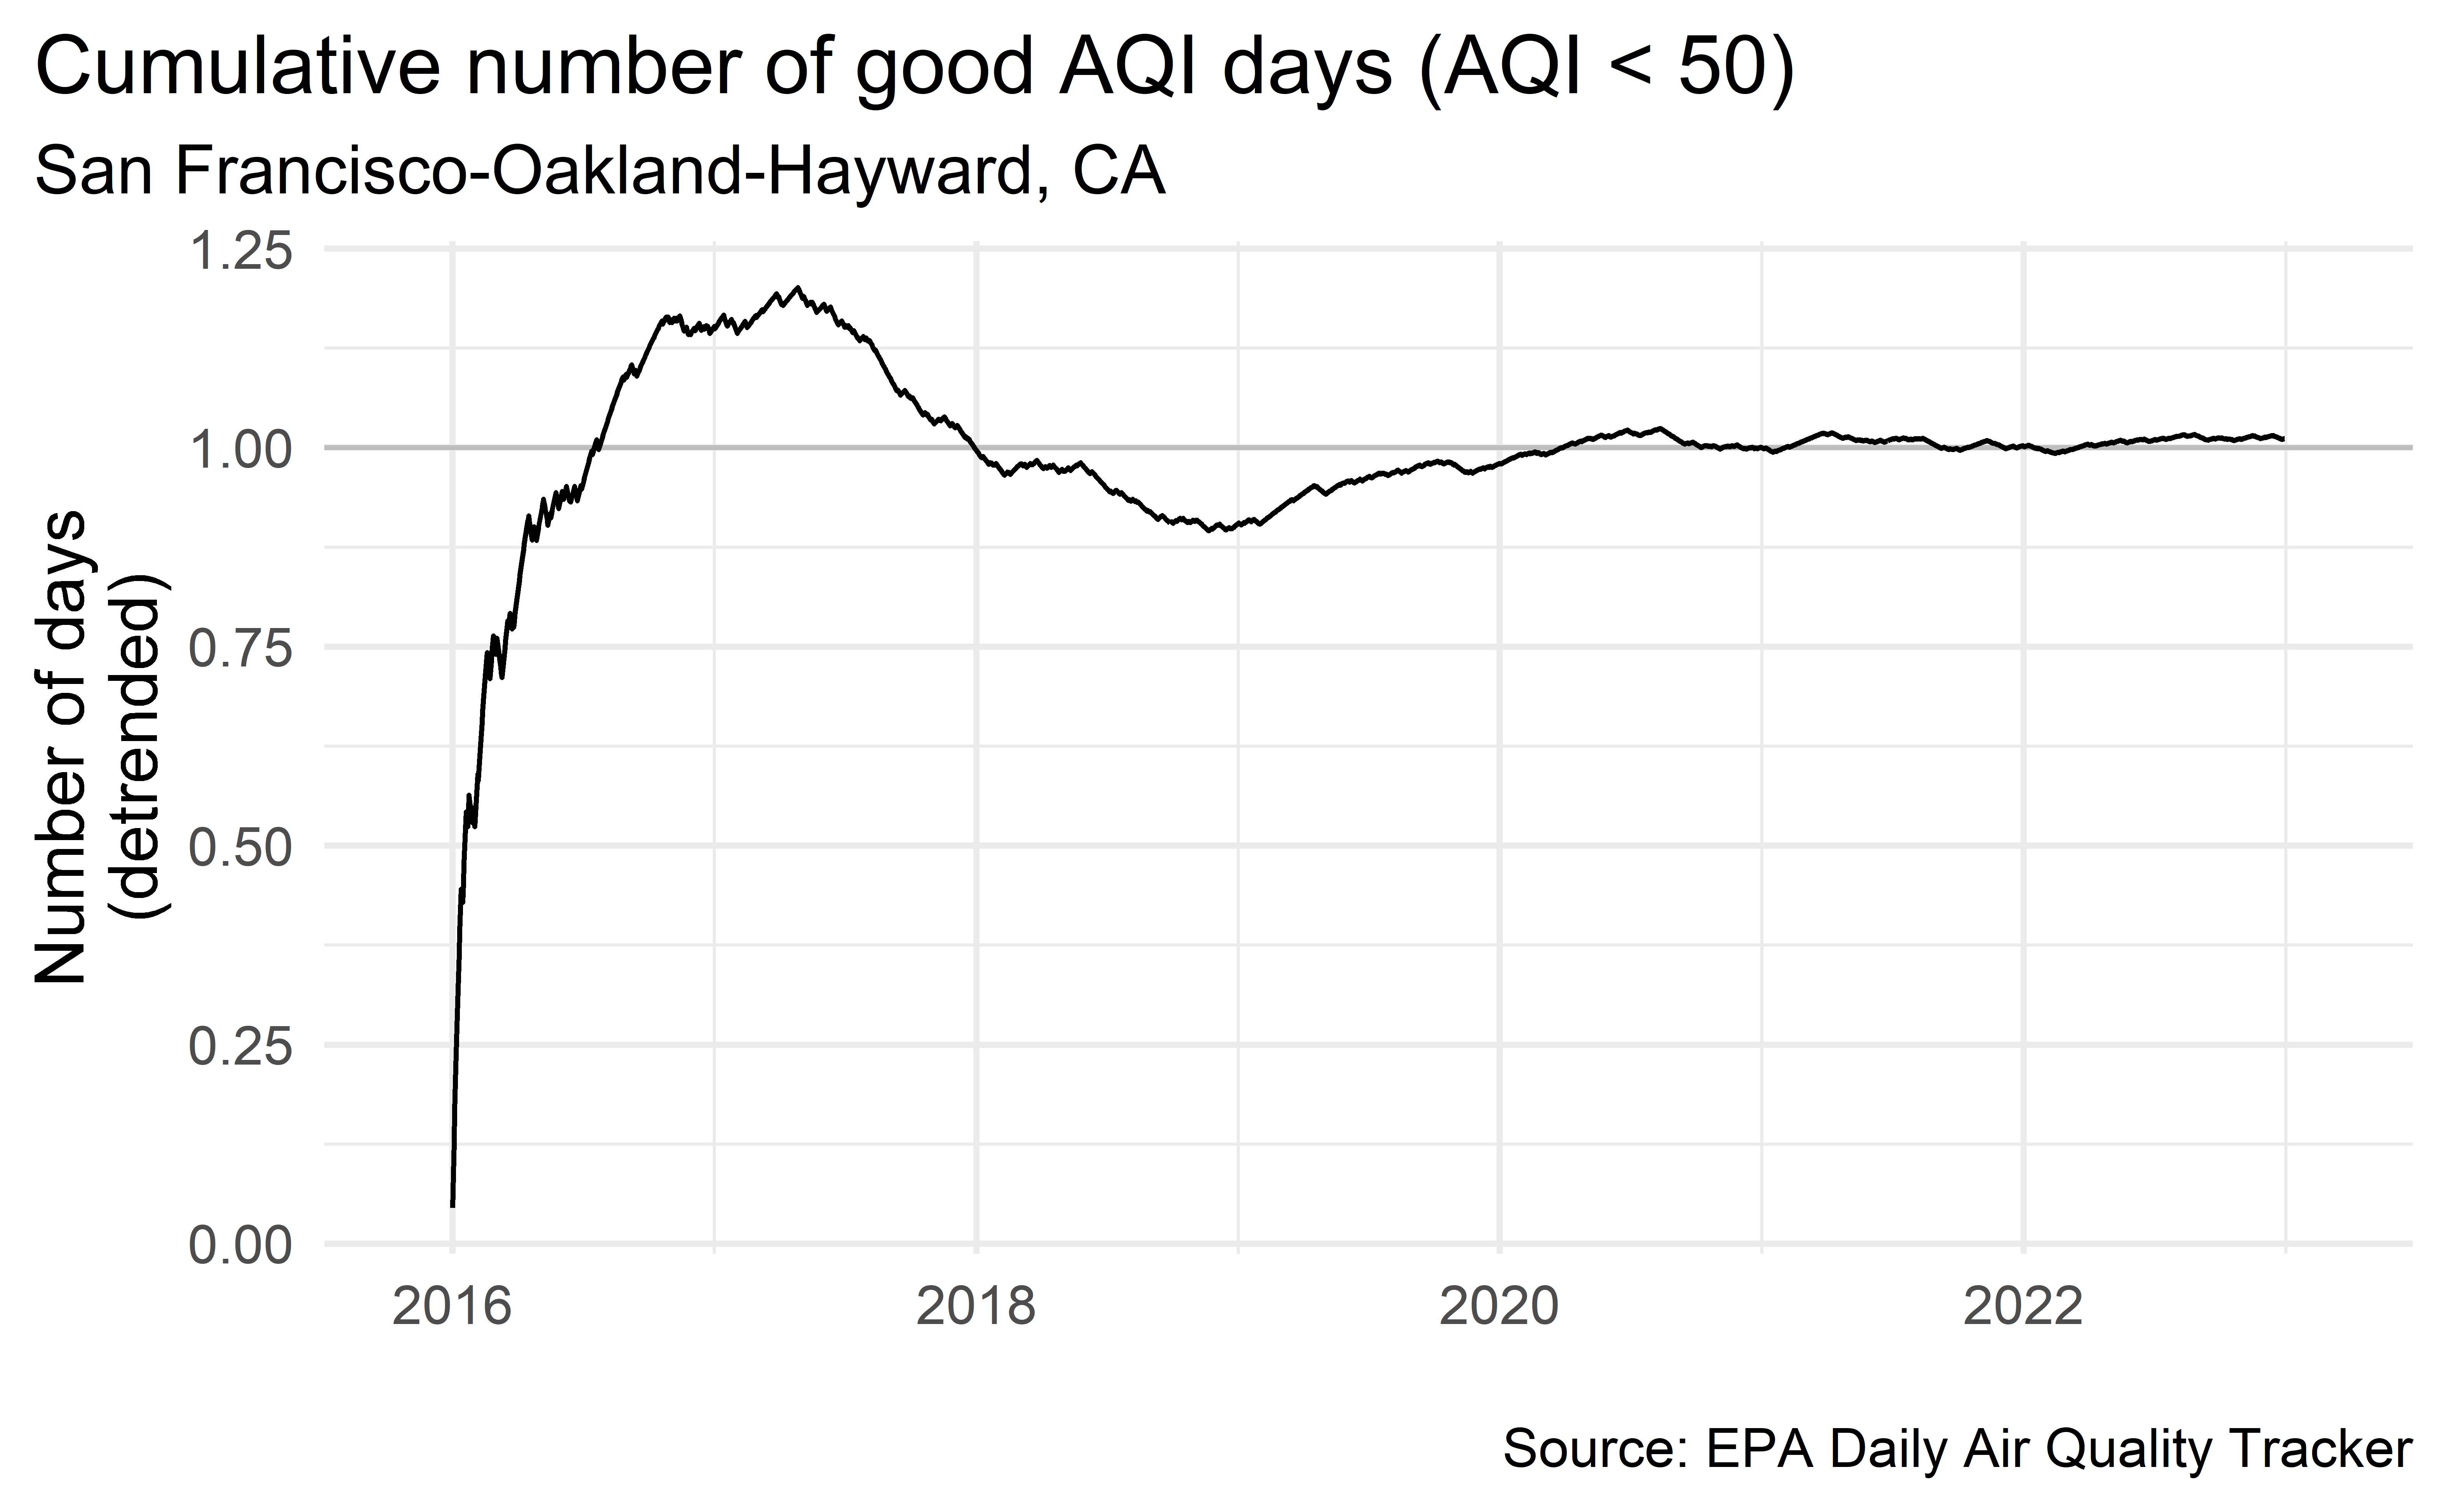 Cumulative number of good AQI days (AQI < 50)
San Francisco-Oakland-Hayward, CA
Number of days
(detrended)
1.25
1.00
0.75
0.50
0.25
0.00
2016
2018
2020
2022
Source: EPA Daily Air Quality Tracker